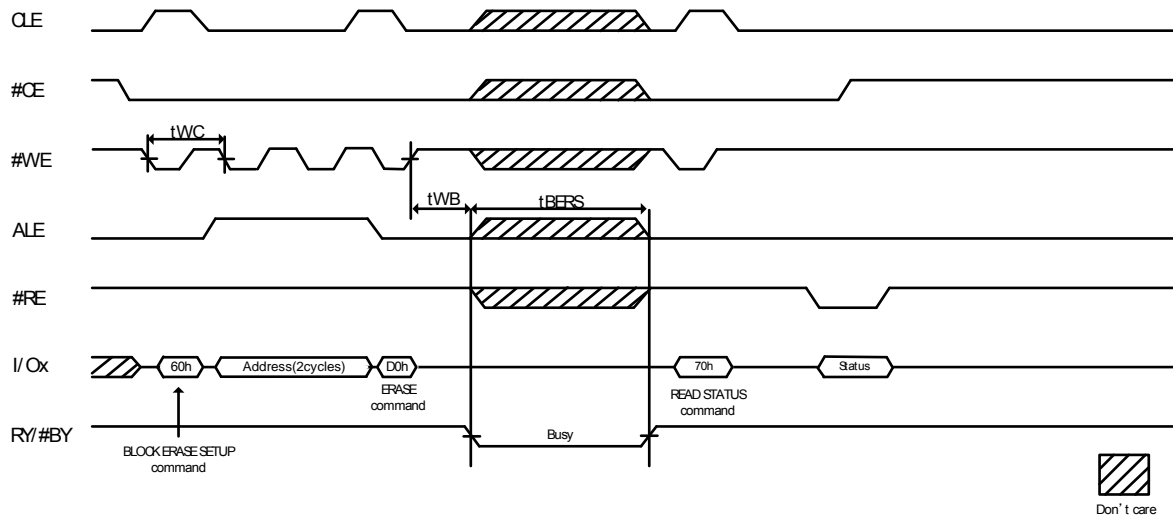 CLE
#CE
tWC
#WE
tWB
tBERS
ALE
#RE
I/Ox
60h
Address(2cycles)
D0h
70h
Status
ERASE
command
READ STATUS
command
RY/#BY
Busy
BLOCK ERASE SETUP
command
Don't care